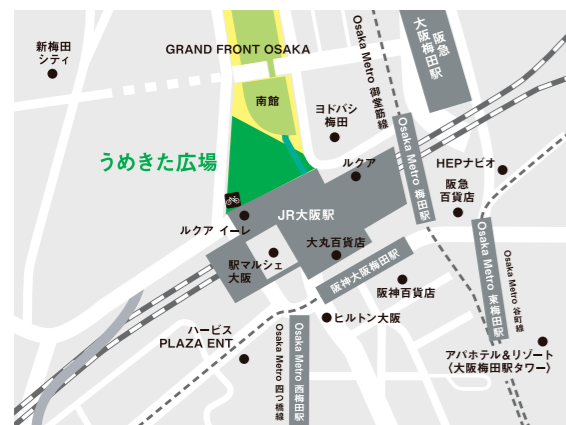 新梅田
シティ
GRAND FRONT OSAKA
南館
Osaka Metro 御堂筋線
阪急
大阪梅田駅
ヨドバシ
梅田
うめきた広場
ルクア
Osaka Metro 梅田駅
HEPナビオ
阪急
百貨店
JR大阪駅
ルクア イーレ
駅マルシェ
大阪
大丸百貨店
阪神大阪梅田駅
阪神百貨店
Osaka Metro 東梅田駅
Osaka Metro 谷町線
ヒルトン大阪
ハービス
PLAZA ENT.
Osaka Metro 四つ橋線
Osaka Metro 西梅田駅
アパホテル&リゾート
〈大阪梅田駅タワー〉